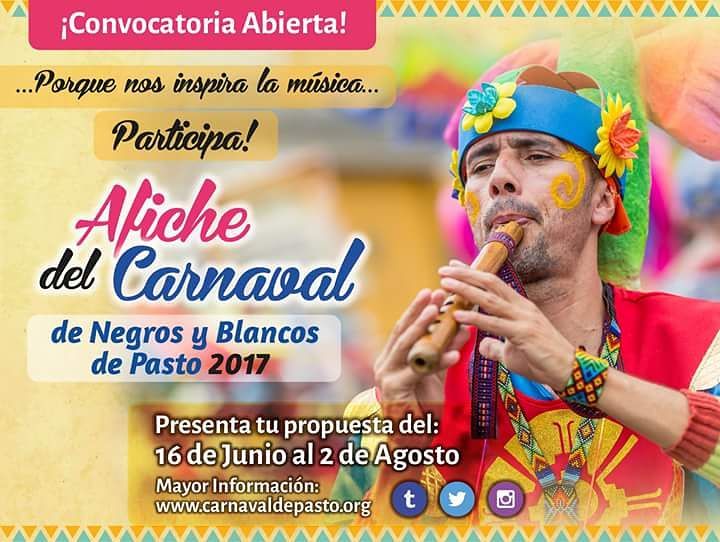 ¡Convocatoria Abierta!
...Porque nos inspira la música...
Participa!
Afiche
del Carnaval
de Negros y Blancos
de Pasto 2017
Presenta tu propuesta del:
16 de Junio al 2 de Agosto
Mayor Información:
www.carnavaldepasto.org